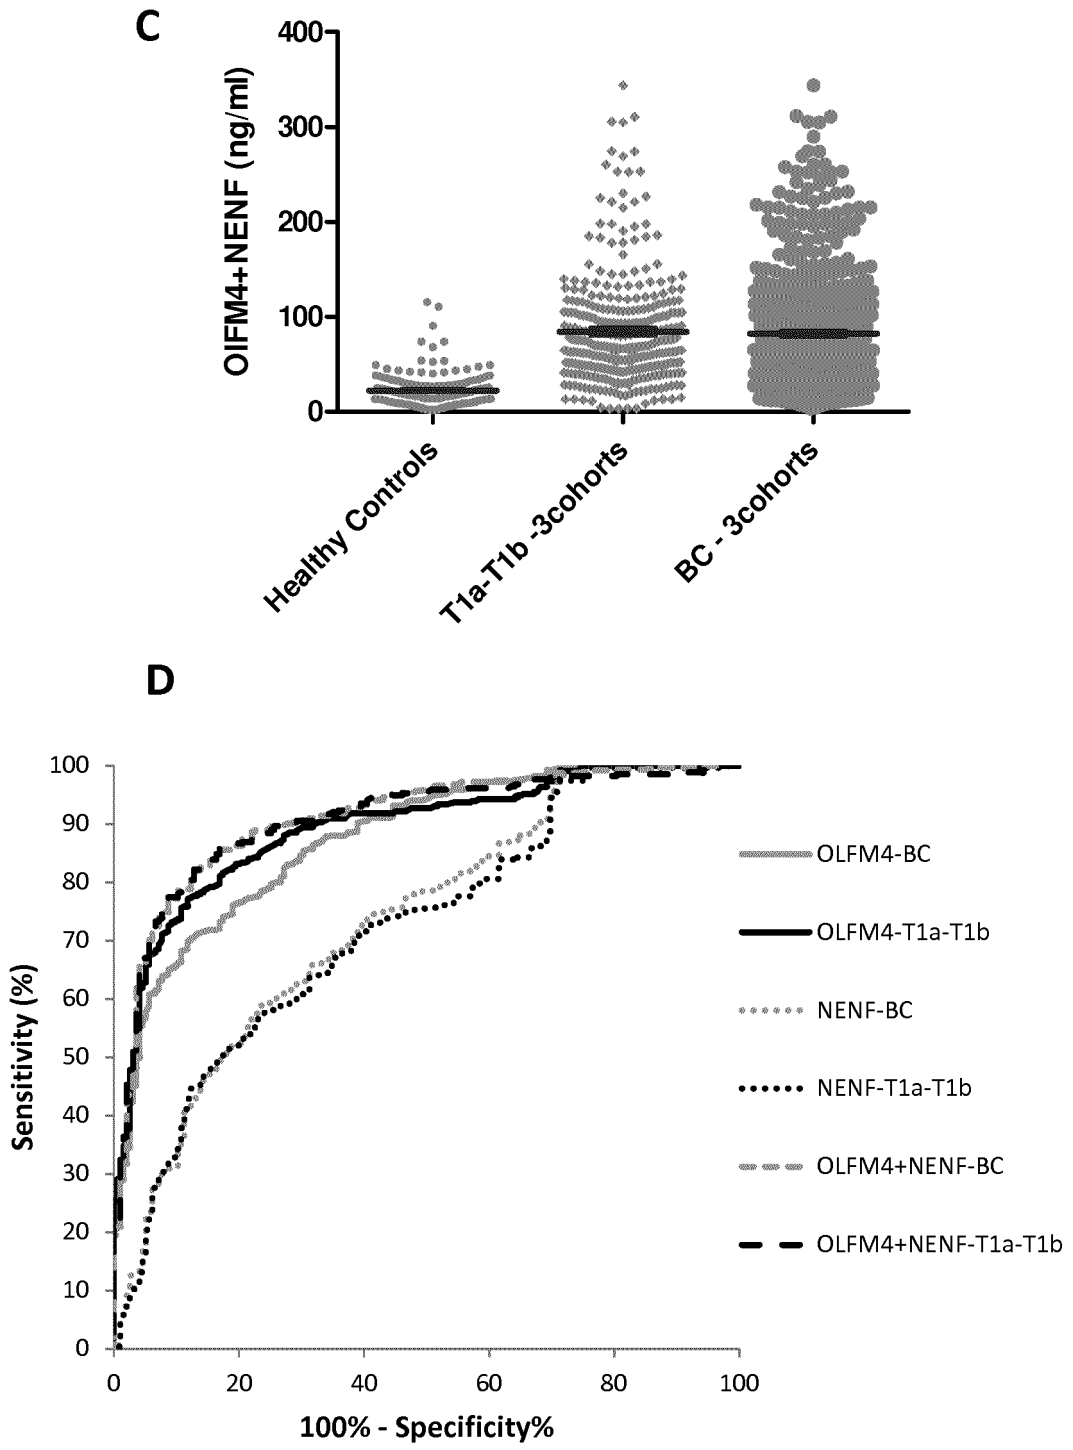 C
OlFM4+NENF (ng/ml)
400
300
200
100
0
Healthy Controls
T1a-T1b -3cohorts
BC - 3cohorts
D
Sensitivity (%)
100
90
80
70
60
50
40
30
20
10
0
0 20 40 60 80 100
100% - Specificity%
OLFM4-BC
OLFM4-T1a-T1b
NENF-BC
NENF-T1a-T1b
OLFM4+NENF-BC
OLFM4+NENF-T1a-T1b